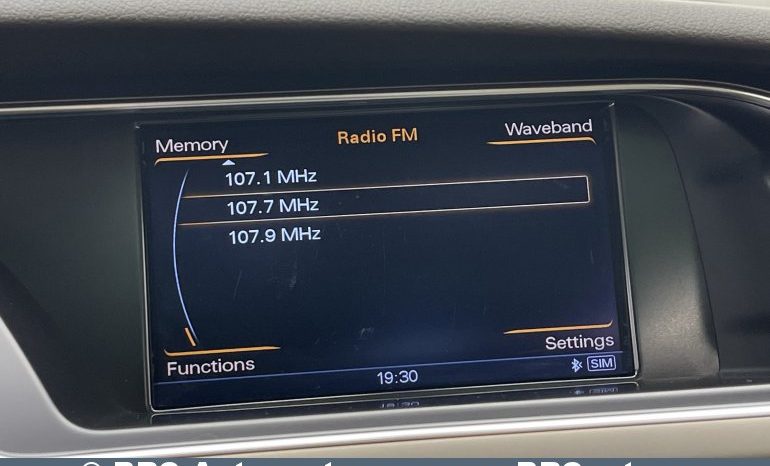 Memory
Radio FM
Waveband
107.1 MHz
107.7 MHz
107.9 MHz
Functions
Settings
19:30
SIM